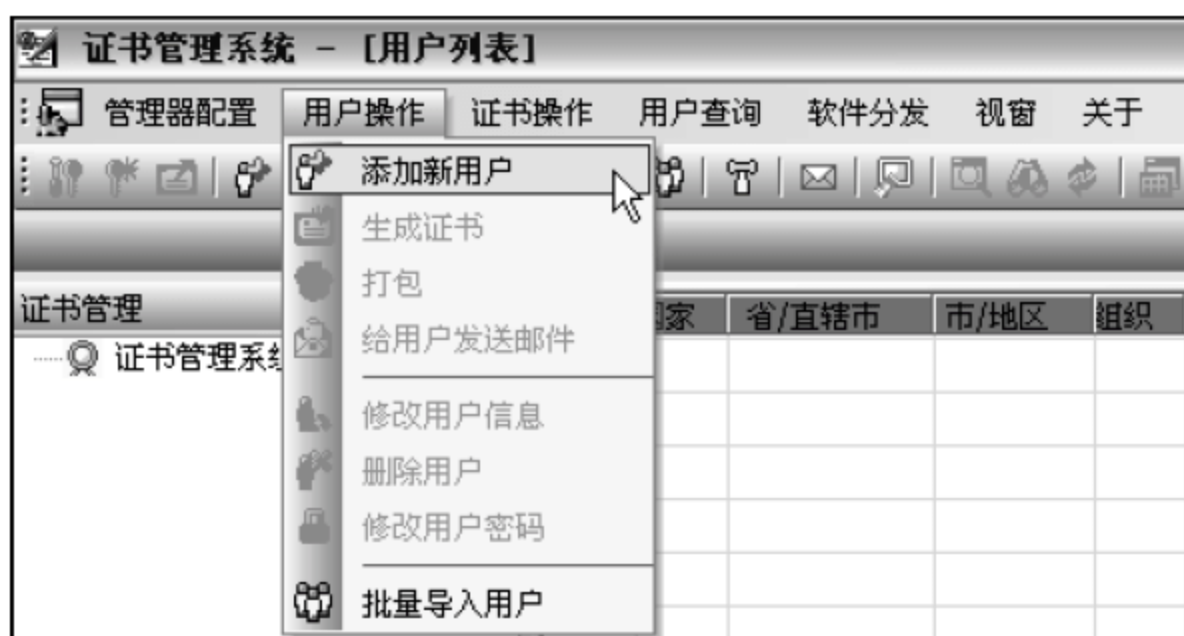 证书管理系统 - [用户列表]
管理器配置 用户操作 证书操作 用户查询 软件分发 视窗 关于
添加新用户
生成证书
打包
给用户发送邮件
修改用户信息
删除用户
修改用户密码
批量导入用户
证书管理 家 省/直辖市 市/地区 组织
证书管理系